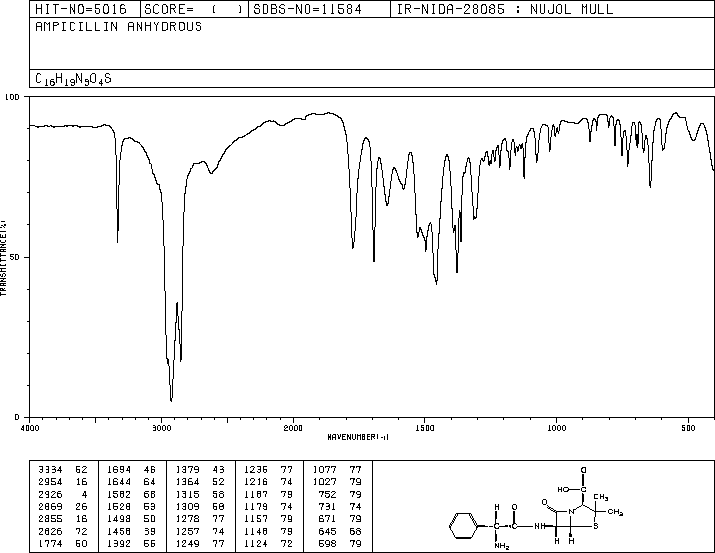 HIT-NO=5016 SCORE= ( ) SDBS-NO=11584 IR-NIDA-28085 : NUJOL MULL
AMPICILLIN ANHYDROUS
C16H19N3O4S
100
50
0
TRANSMITTANCE(%)
4000 3000 2000 1500 1000 500
WAVENUMBER(-1)
3334 52 1694 46 1379 43 1236 77 1077 77
2954 16 1644 64 1364 52 1216 74 1027 79
2926 4 1582 68 1315 58 1187 79 752 79
2869 26 1528 53 1309 60 1179 74 731 74
2855 16 1498 50 1278 77 1157 79 671 79
2626 72 1458 39 1257 74 1148 79 645 68
1774 50 1392 55 1249 77 1124 72 598 79
O
HO-C
H O O N CH3
C-C-NH CH3
NH2 H H S